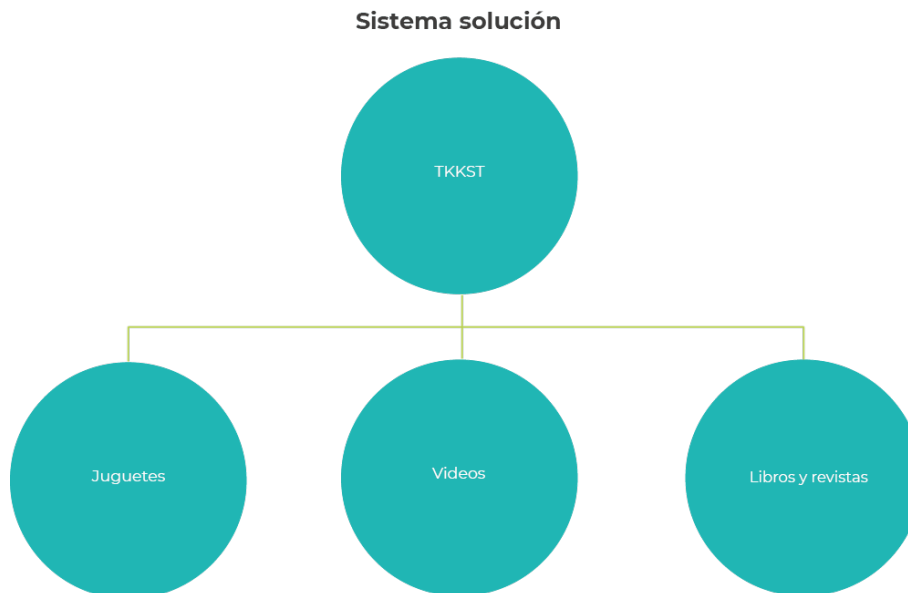 Sistema solución
TKKST
Juguetes
Videos
Libros y revistas